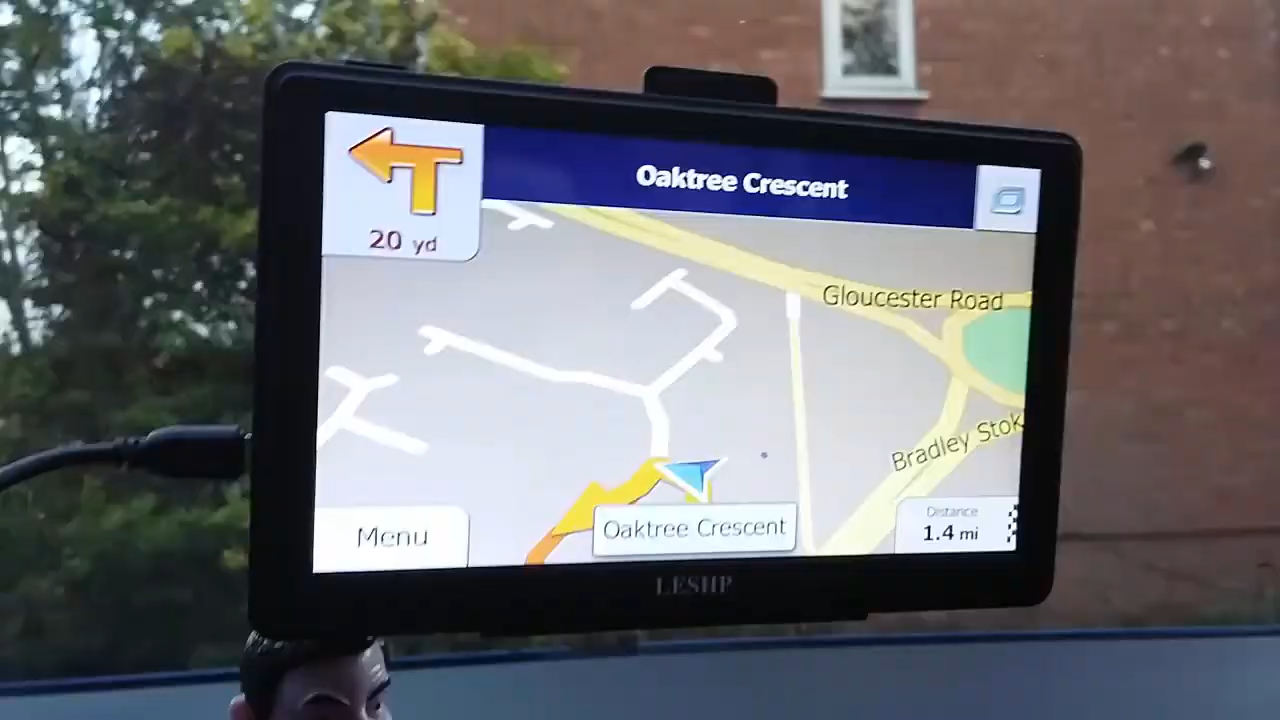 Oaktree Crescent
20 yd
Gloucester Road
Bradley Stok
Distance
1.4 mi
Menu
Oaktree Crescent
LESHP